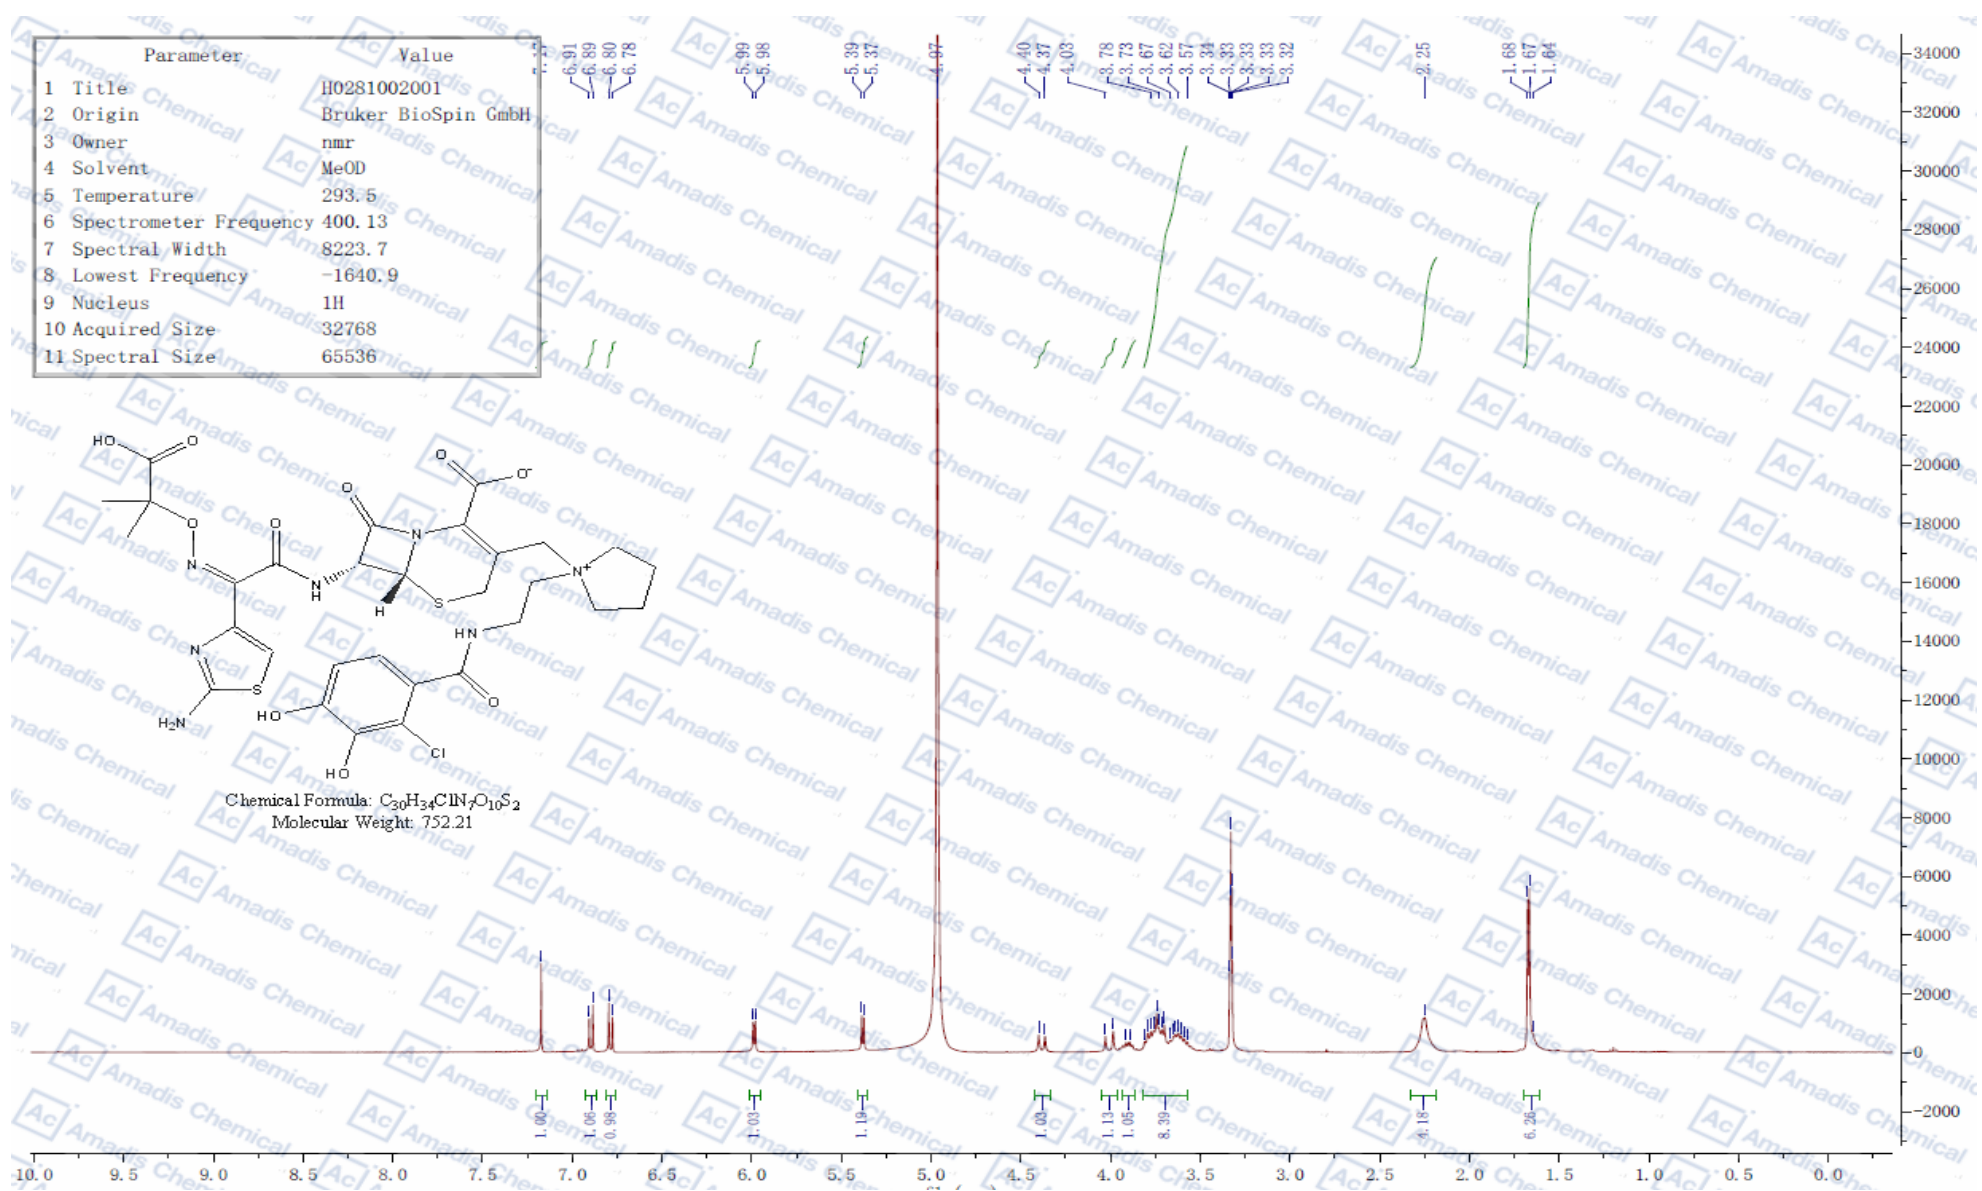 Parameter Value
1 Title H0281002001
2 Origin Bruker BioSpin GmbH
3 Owner nmr
4 Solvent MeOD
5 Temperature 293.5
6 Spectrometer Frequency 400.13
7 Spectral Width 8223.7
8 Lowest Frequency -1640.9
9 Nucleus 1H
10 Acquired Size 32768
11 Spectral Size 65536
6.91 6.89 6.80 6.78 5.99 5.98 5.39 5.37 4.97 4.40 4.37 4.03 3.78 3.73 3.67 3.62 3.57 3.34 3.33 3.33 3.33 3.32 2.25 1.68 1.67 1.64
34000
32000
30000
28000
26000
24000
22000
20000
18000
16000
14000
12000
10000
8000
6000
4000
2000
0
-2000
HO O
O O O-
O O N
N N H H S N+
HN
N S O
H2N HO Cl
HO
Chemical Formula: C30H34ClN7O10S2
Molecular Weight: 752.21
1.00 1.06 0.98 1.03 1.19 1.03 1.13 1.05 8.39 4.18 6.26
10.0 9.5 9.0 8.5 8.0 7.5 7.0 6.5 6.0 5.5 5.0 4.5 4.0 3.5 3.0 2.5 2.0 1.5 1.0 0.5 0.0
Ac Amadis Chemical